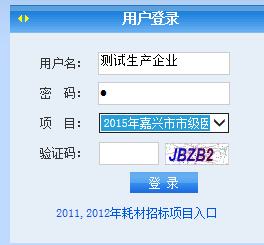 用户登录
用户名： 测试生产企业
密 码： ●
项 目： 2015年嘉兴市市级医
验证码： JBZB2
登 录
2011, 2012年耗材招标项目入口